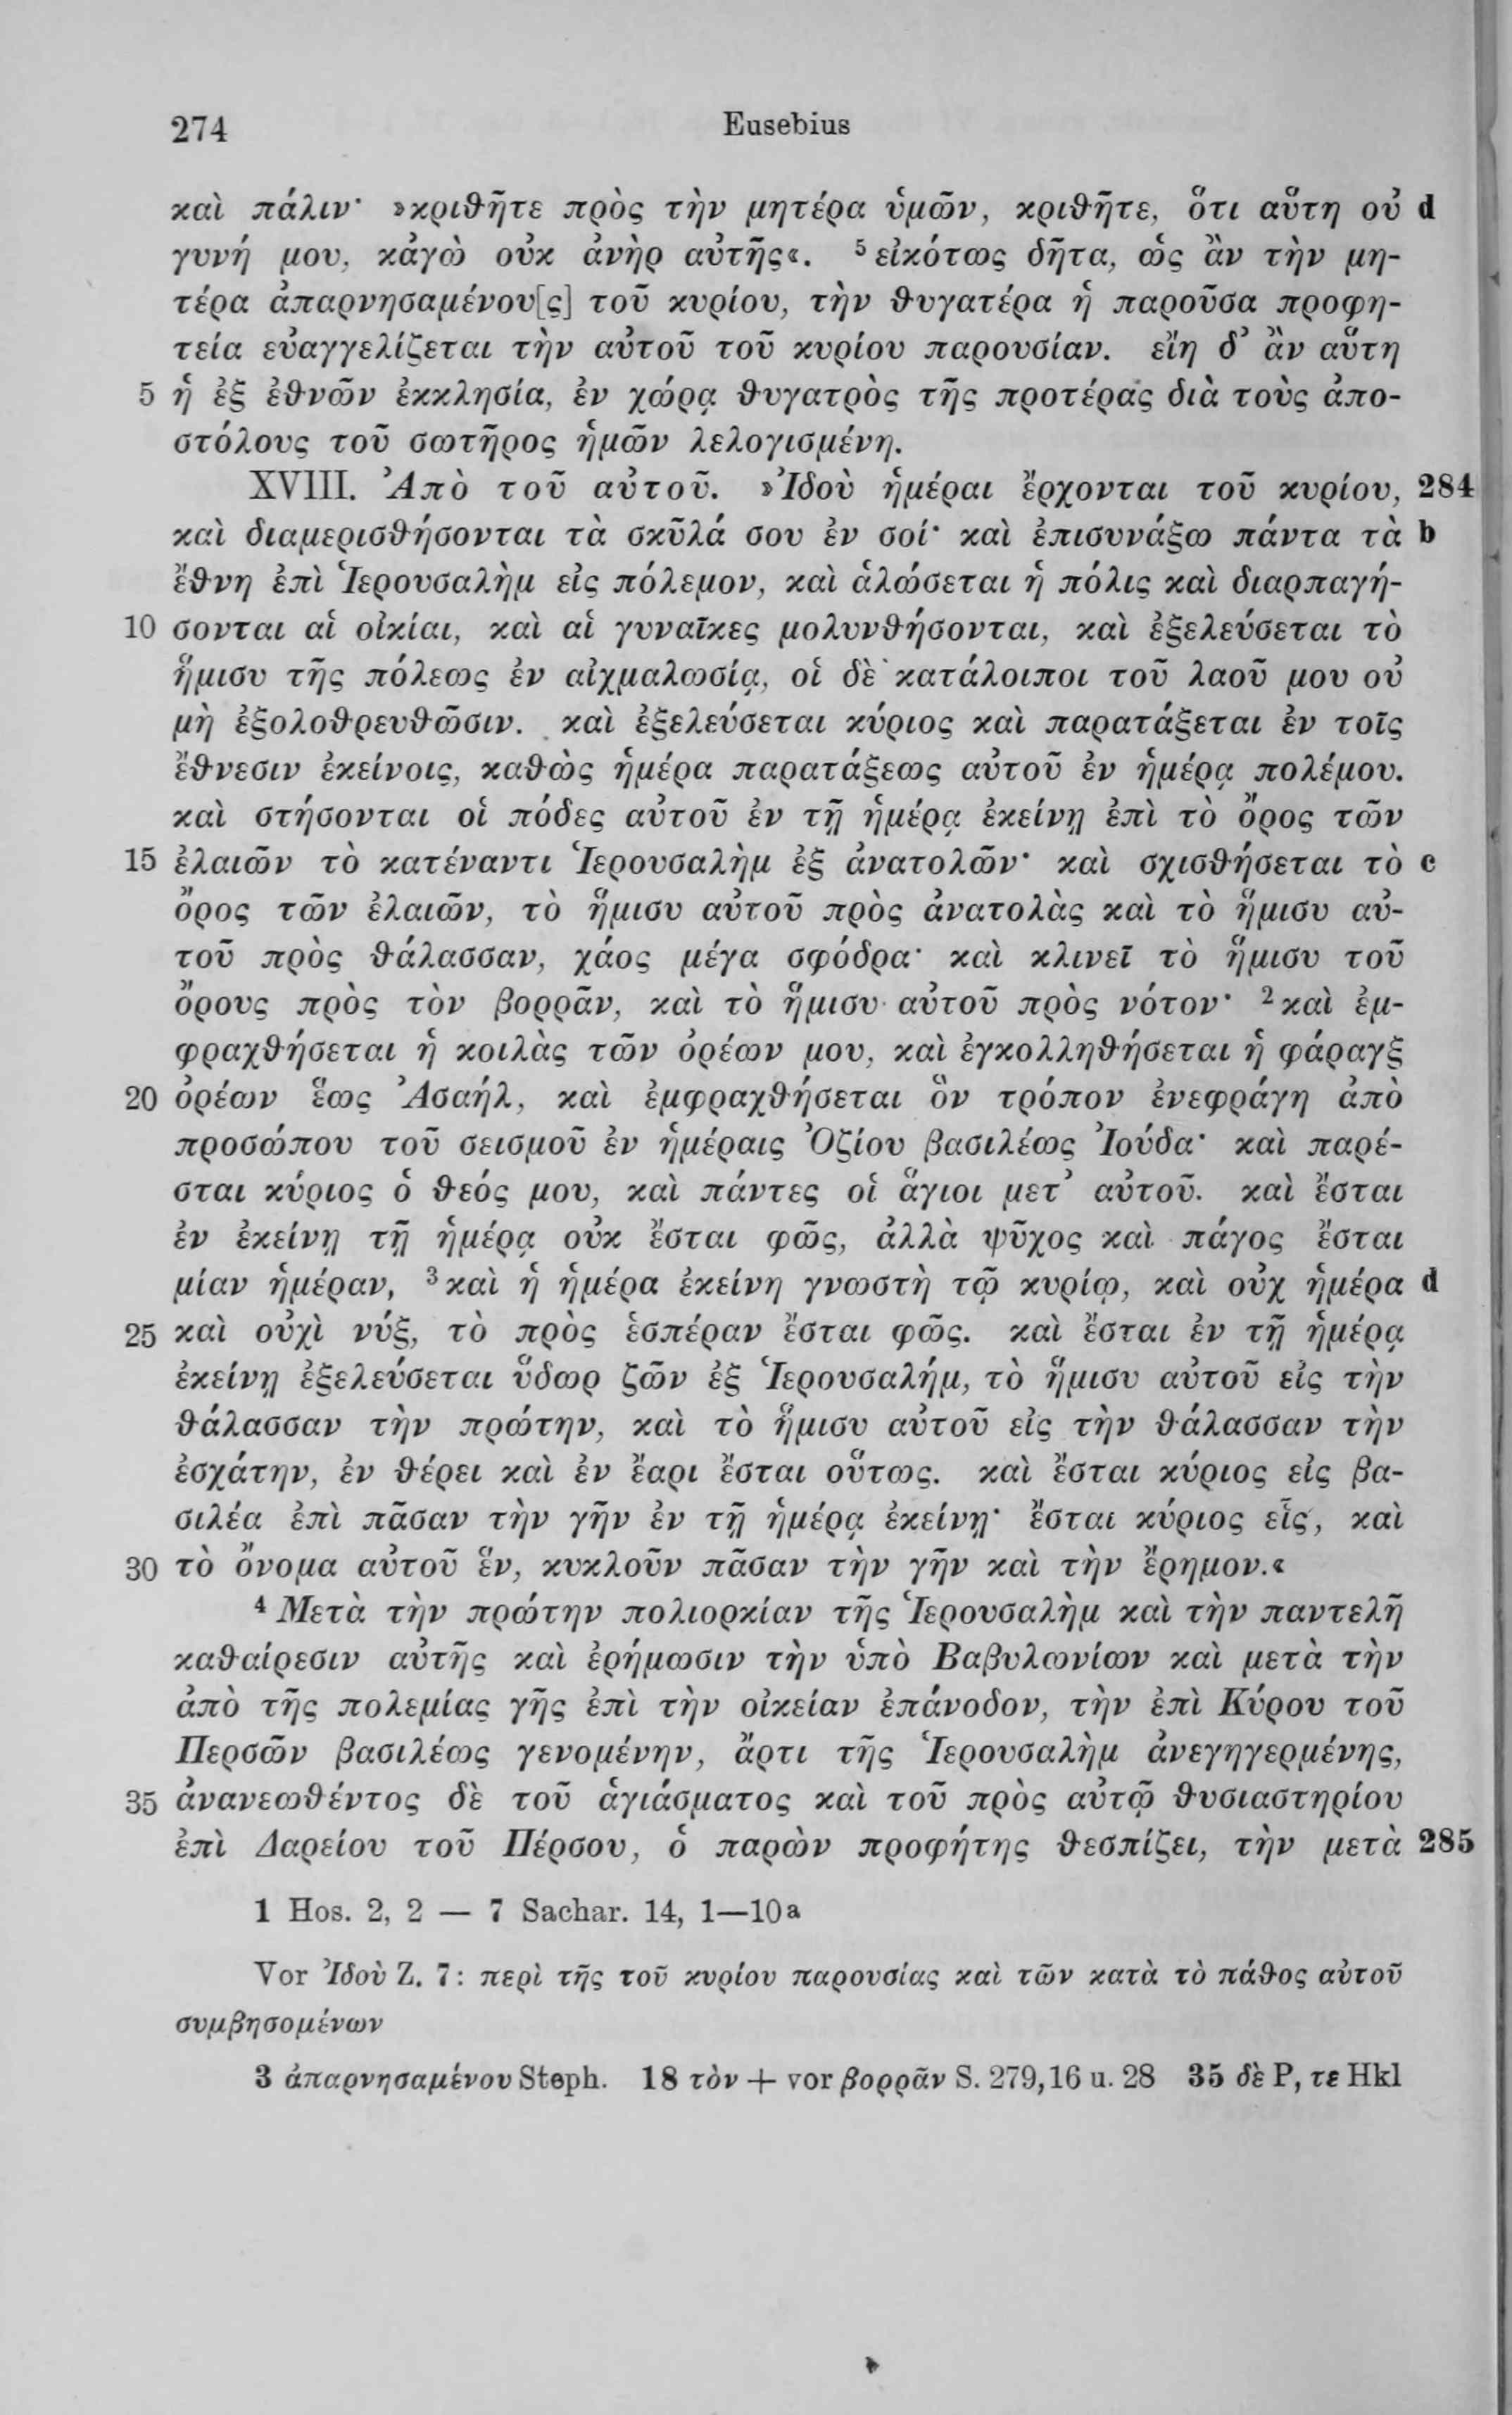 274 Eusebius
καὶ πάλιν· »κριθῆτε πρὸς τὴν μητέρα ὑμῶν, κριθῆτε, ὅτι αὕτη οὐ d
γυνή μου, κἀγὼ οὐκ ἀνὴρ αὐτῆς«. ⁵ εἰκότως δῆτα, ὡς ἂν τὴν μη-
τέρα ἀπαρνησαμένου[ς] τοῦ κυρίου, τὴν θυγατέρα ἡ παροῦσα προφη-
τεία εὐαγγελίζεται τὴν αὐτοῦ τοῦ κυρίου παρουσίαν. εἴη δ’ ἂν αὕτη
5 ἡ ἐξ ἐθνῶν ἐκκλησία, ἐν χώρᾳ θυγατρὸς τῆς προτέρας διὰ τοὺς ἀπο-
στόλους τοῦ σωτῆρος ἡμῶν λελογισμένη.
XVIII. Ἀπὸ τοῦ αὐτοῦ. »Ἰδοὺ ἡμέραι ἔρχονται τοῦ κυρίου, 284
καὶ διαμερισθήσονται τὰ σκῦλά σου ἐν σοί· καὶ ἐπισυνάξω πάντα τὰ b
ἔθνη ἐπὶ Ἱερουσαλὴμ εἰς πόλεμον, καὶ ἁλώσεται ἡ πόλις καὶ διαρπαγή-
10 σονται αἱ οἰκίαι, καὶ αἱ γυναῖκες μολυνθήσονται, καὶ ἐξελεύσεται τὸ
ἥμισυ τῆς πόλεως ἐν αἰχμαλωσίᾳ, οἱ δὲ κατάλοιποι τοῦ λαοῦ μου οὐ
μὴ ἐξολοθρευθῶσιν. καὶ ἐξελεύσεται κύριος καὶ παρατάξεται ἐν τοῖς
ἔθνεσιν ἐκείνοις, καθὼς ἡμέρα παρατάξεως αὐτοῦ ἐν ἡμέρᾳ πολέμου.
καὶ στήσονται οἱ πόδες αὐτοῦ ἐν τῇ ἡμέρᾳ ἐκείνῃ ἐπὶ τὸ ὄρος τῶν
15 ἐλαιῶν τὸ κατέναντι Ἱερουσαλὴμ ἐξ ἀνατολῶν· καὶ σχισθήσεται τὸ c
ὄρος τῶν ἐλαιῶν, τὸ ἥμισυ αὐτοῦ πρὸς ἀνατολὰς καὶ τὸ ἥμισυ αὐ-
τοῦ πρὸς θάλασσαν, χάος μέγα σφόδρα· καὶ κλινεῖ τὸ ἥμισυ τοῦ
ὄρους πρὸς τὸν βορρᾶν, καὶ τὸ ἥμισυ αὐτοῦ πρὸς νότον· ² καὶ ἐμ-
φραχθήσεται ἡ κοιλὰς τῶν ὀρέων μου, καὶ ἐγκολληθήσεται ἡ φάραγξ
20 ὀρέων ἕως Ἀσαήλ, καὶ ἐμφραχθήσεται ὃν τρόπον ἐνεφράγη ἀπὸ
προσώπου τοῦ σεισμοῦ ἐν ἡμέραις Ὀζίου βασιλέως Ἰούδα· καὶ παρέ-
σται κύριος ὁ θεός μου, καὶ πάντες οἱ ἅγιοι μετ’ αὐτοῦ. καὶ ἔσται
ἐν ἐκείνῃ τῇ ἡμέρᾳ οὐκ ἔσται φῶς, ἀλλὰ ψῦχος καὶ πάγος ἔσται
μίαν ἡμέραν, ³ καὶ ἡ ἡμέρα ἐκείνη γνωστὴ τῷ κυρίῳ, καὶ οὐχ ἡμέρα d
25 καὶ οὐχὶ νύξ, τὸ πρὸς ἑσπέραν ἔσται φῶς. καὶ ἔσται ἐν τῇ ἡμέρᾳ
ἐκείνῃ ἐξελεύσεται ὕδωρ ζῶν ἐξ Ἱερουσαλήμ, τὸ ἥμισυ αὐτοῦ εἰς τὴν
θάλασσαν τὴν πρώτην, καὶ τὸ ἥμισυ αὐτοῦ εἰς τὴν θάλασσαν τὴν
ἐσχάτην, ἐν θέρει καὶ ἐν ἔαρι ἔσται οὕτως. καὶ ἔσται κύριος εἰς βα-
σιλέα ἐπὶ πᾶσαν τὴν γῆν ἐν τῇ ἡμέρᾳ ἐκείνῃ· ἔσται κύριος εἷς, καὶ
30 τὸ ὄνομα αὐτοῦ ἕν, κυκλοῦν πᾶσαν τὴν γῆν καὶ τὴν ἔρημον.«
⁴ Μετὰ τὴν πρώτην πολιορκίαν τῆς Ἱερουσαλὴμ καὶ τὴν παντελῆ
καθαίρεσιν αὐτῆς καὶ ἐρήμωσιν τὴν ὑπὸ Βαβυλωνίων καὶ μετὰ τὴν
ἀπὸ τῆς πολεμίας γῆς ἐπὶ τὴν οἰκείαν ἐπάνοδον, τὴν ἐπὶ Κύρου τοῦ
Περσῶν βασιλέως γενομένην, ἄρτι τῆς Ἱερουσαλὴμ ἀνεγηγερμένης,
35 ἀνανεωθέντος δὲ τοῦ ἁγιάσματος καὶ τοῦ πρὸς αὐτῷ θυσιαστηρίου
ἐπὶ Δαρείου τοῦ Πέρσου, ὁ παρὼν προφήτης θεσπίζει, τὴν μετὰ 285
1 Hos. 2, 2 — 7 Sachar. 14, 1—10a
Vor Ἰδοὺ Z. 7: περὶ τῆς τοῦ κυρίου παρουσίας καὶ τῶν κατὰ τὸ πάθος αὐτοῦ
συμβησομένων
3 ἀπαρνησαμένου Steph. 18 τὸν + vor βορρᾶν S. 279,16 u. 28 35 δὲ P, τε Hkl